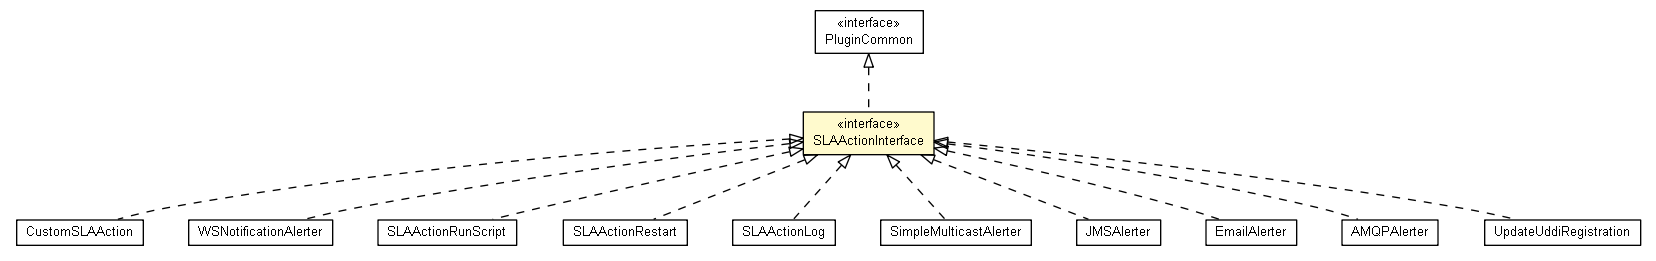 «interface»
PluginCommon
«interface»
SLAActionInterface
CustomSLAAction
WSNotificationAlerter
SLAActionRunScript
SLAActionRestart
SLAActionLog
SimpleMulticastAlerter
JMSAlerter
EmailAlerter
AMQPAlerter
UpdateUddiRegistration